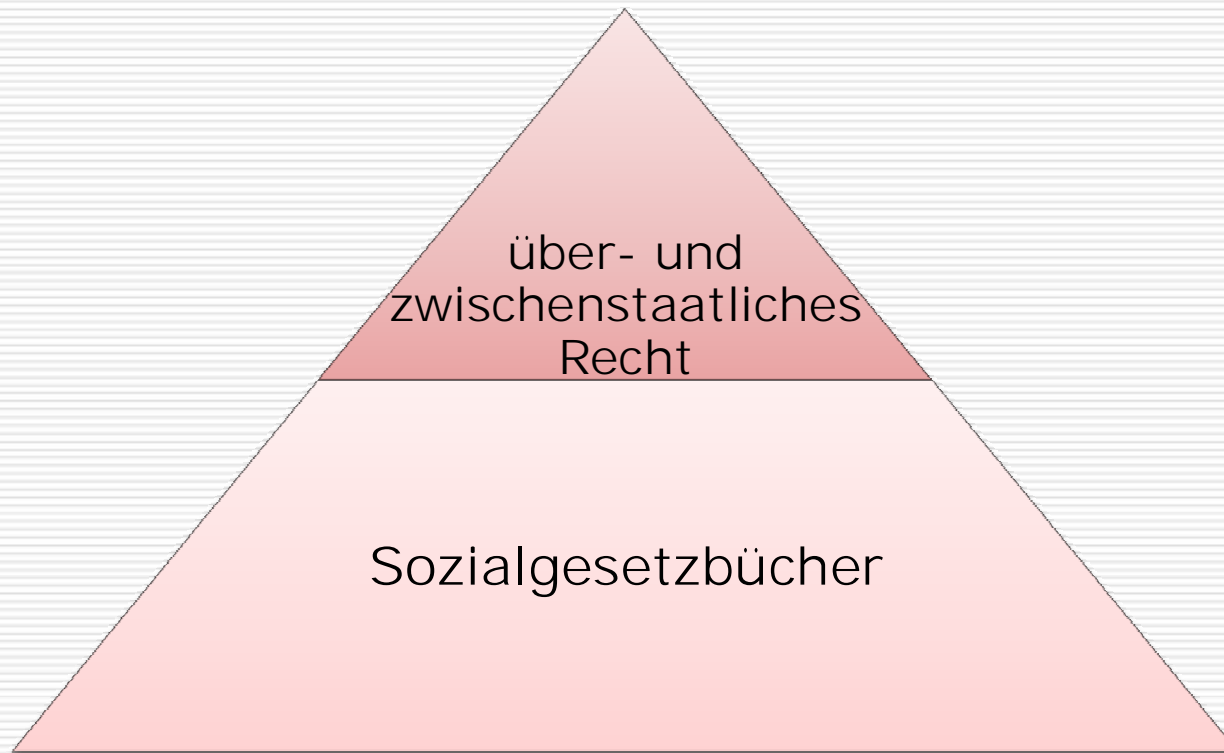 über- und
zwischenstaatliches
Recht
Sozialgesetzbücher